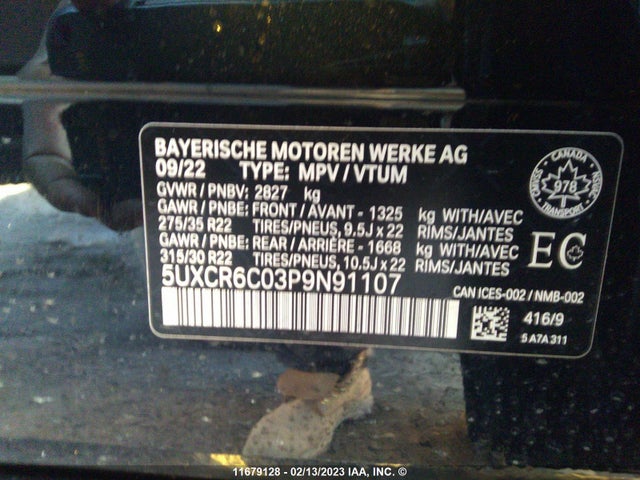 BAYERISCHE MOTOREN WERKE AG
09/22 TYPE: MPV / VTUM
GVWR / PNBV: 2827 kg
GAWR / PNBE: FRONT / AVANT - 1325 kg WITH/AVEC
275/35 R22 TIRES/PNEUS, 9.5J x 22 RIMS/JANTES
GAWR / PNBE: REAR / ARRIÈRE - 1668 kg WITH/AVEC
315/30 R22 TIRES/PNEUS, 10.5J x 22 RIMS/JANTES
5UXCR6C03P9N91107
CANADA
978
TRANSPORT
EC
CAN ICES-002 / NMB-002
416/9
5 A7A 311
11679128 - 02/13/2023 IAA, INC. ©